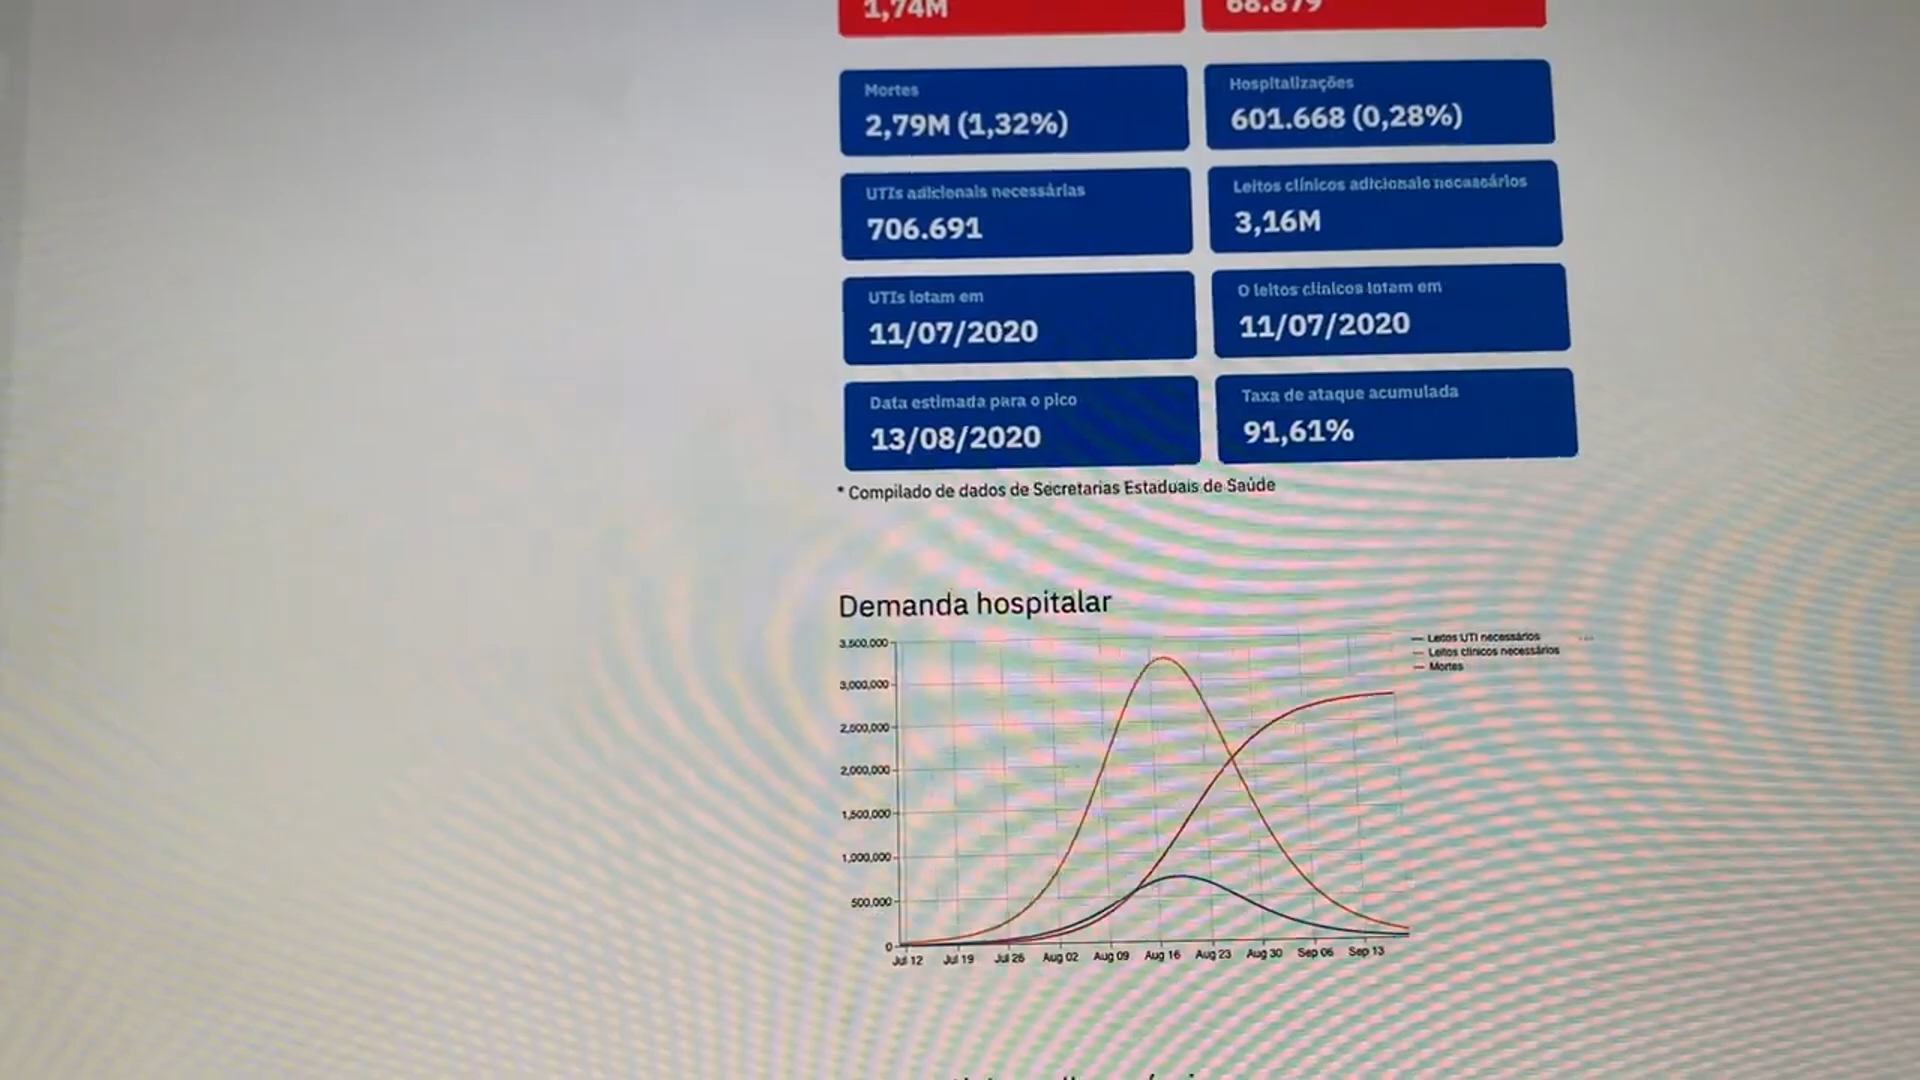 1,74M
68.879
Mortes
2,79M (1,32%)
Hospitalizações
601.668 (0,28%)
UTIs adicionais necessárias
706.691
Leitos clínicos adicionais necessários
3,16M
UTIs lotam em
11/07/2020
O leitos clínicos lotam em
11/07/2020
Data estimada para o pico
13/08/2020
Taxa de ataque acumulada
91,61%
* Compilado de dados de Secretarias Estaduais de Saúde
Demanda hospitalar
Leitos UTI necessários
Leitos clínicos necessários
Mortes
3,500,000
3,000,000
2,500,000
2,000,000
1,500,000
1,000,000
500,000
0
Jul 12 Jul 19 Jul 26 Aug 02 Aug 09 Aug 16 Aug 23 Aug 30 Sep 06 Sep 13